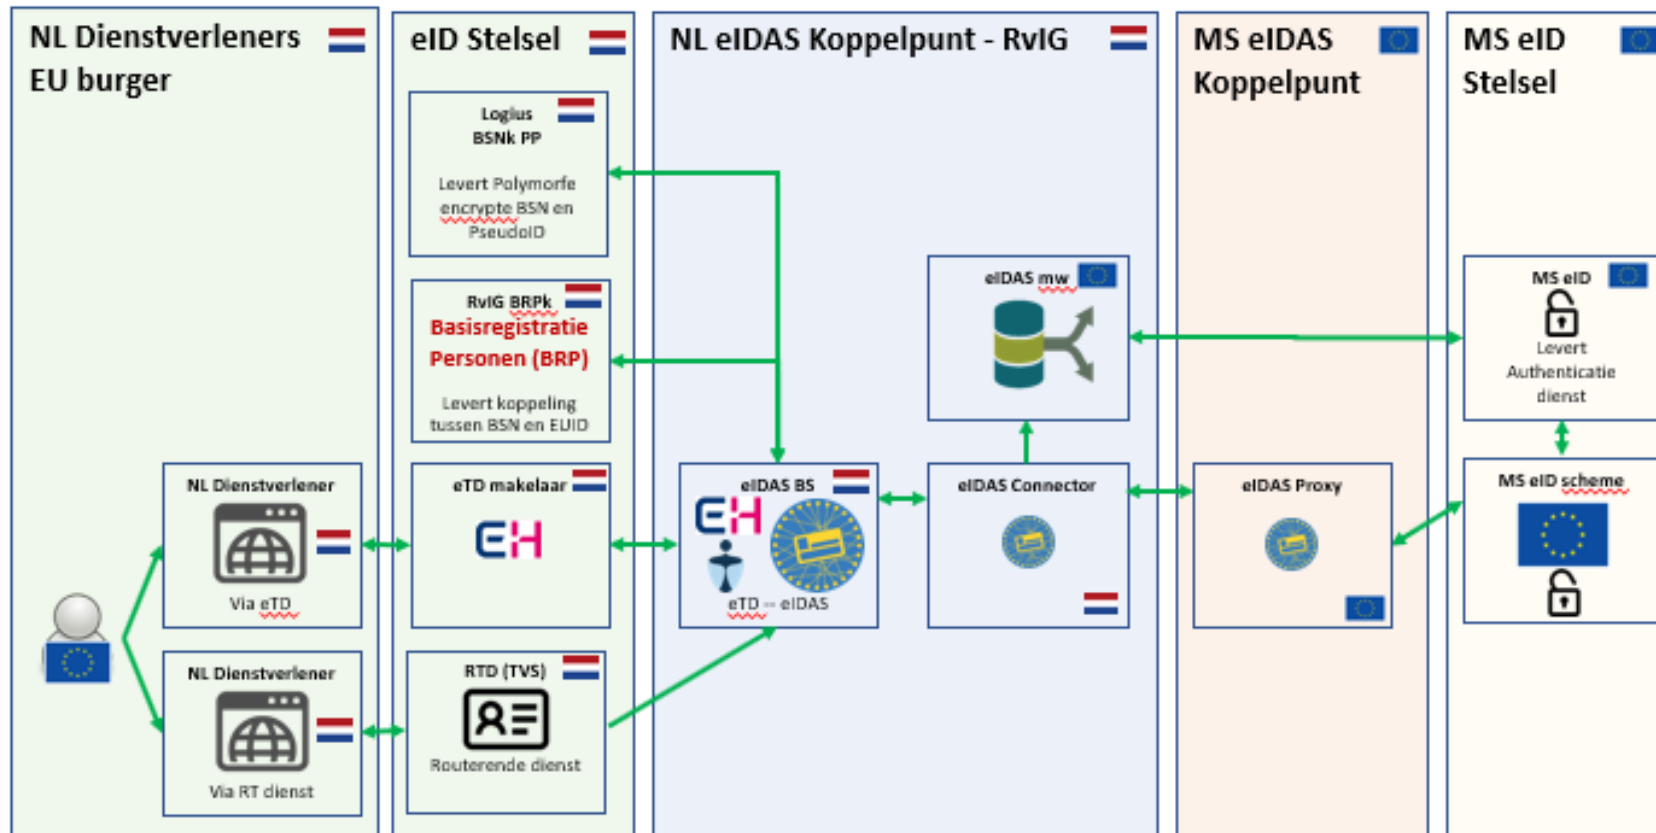 NL Dienstverleners
EU burger
eID Stelsel
NL eIDAS Koppelpunt - RvIG
MS eIDAS
Koppelpunt
MS eID
Stelsel
Logius
BSNk PP
Levert Polymorfe
encrypte BSN en
PseudoID
RvIG BRPk
Basisregistratie
Personen (BRP)
Levert koppeling
tussen BSN en EUID
eIDAS mw
MS eID
Levert
Authenticatie
dienst
NL Dienstverlener
Via eTD
eTD makelaar
EH
eIDAS BS
EH
eTD -- eIDAS
eIDAS Connector
eIDAS Proxy
MS eID scheme
NL Dienstverlener
Via RT dienst
RTD (TVS)
Routerende dienst